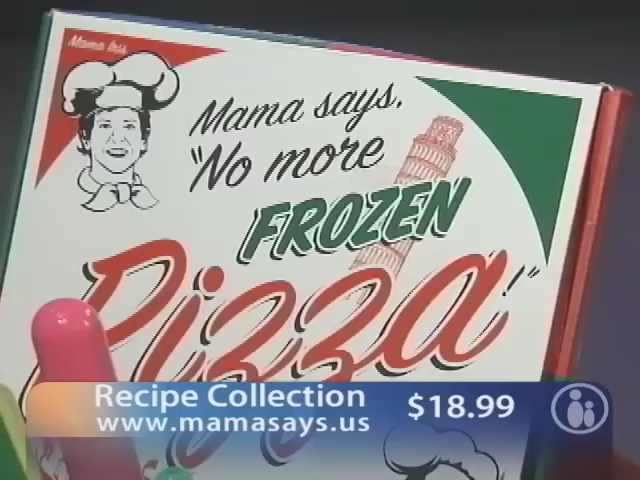 Mama Iris
Mama says,
"No more
FROZEN
Pizza!"
Recipe Collection
$18.99
www.mamasays.us